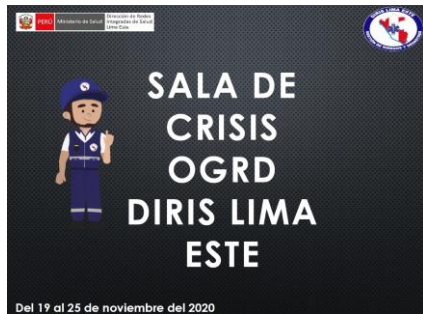 PERÚ
Ministerio de Salud
Dirección de Redes
Integradas de Salud
Lima Este
DIRIS LIMA ESTE
SALA DE
CRISIS
OGRD
DIRIS LIMA
ESTE
Del 19 al 25 de noviembre del 2020